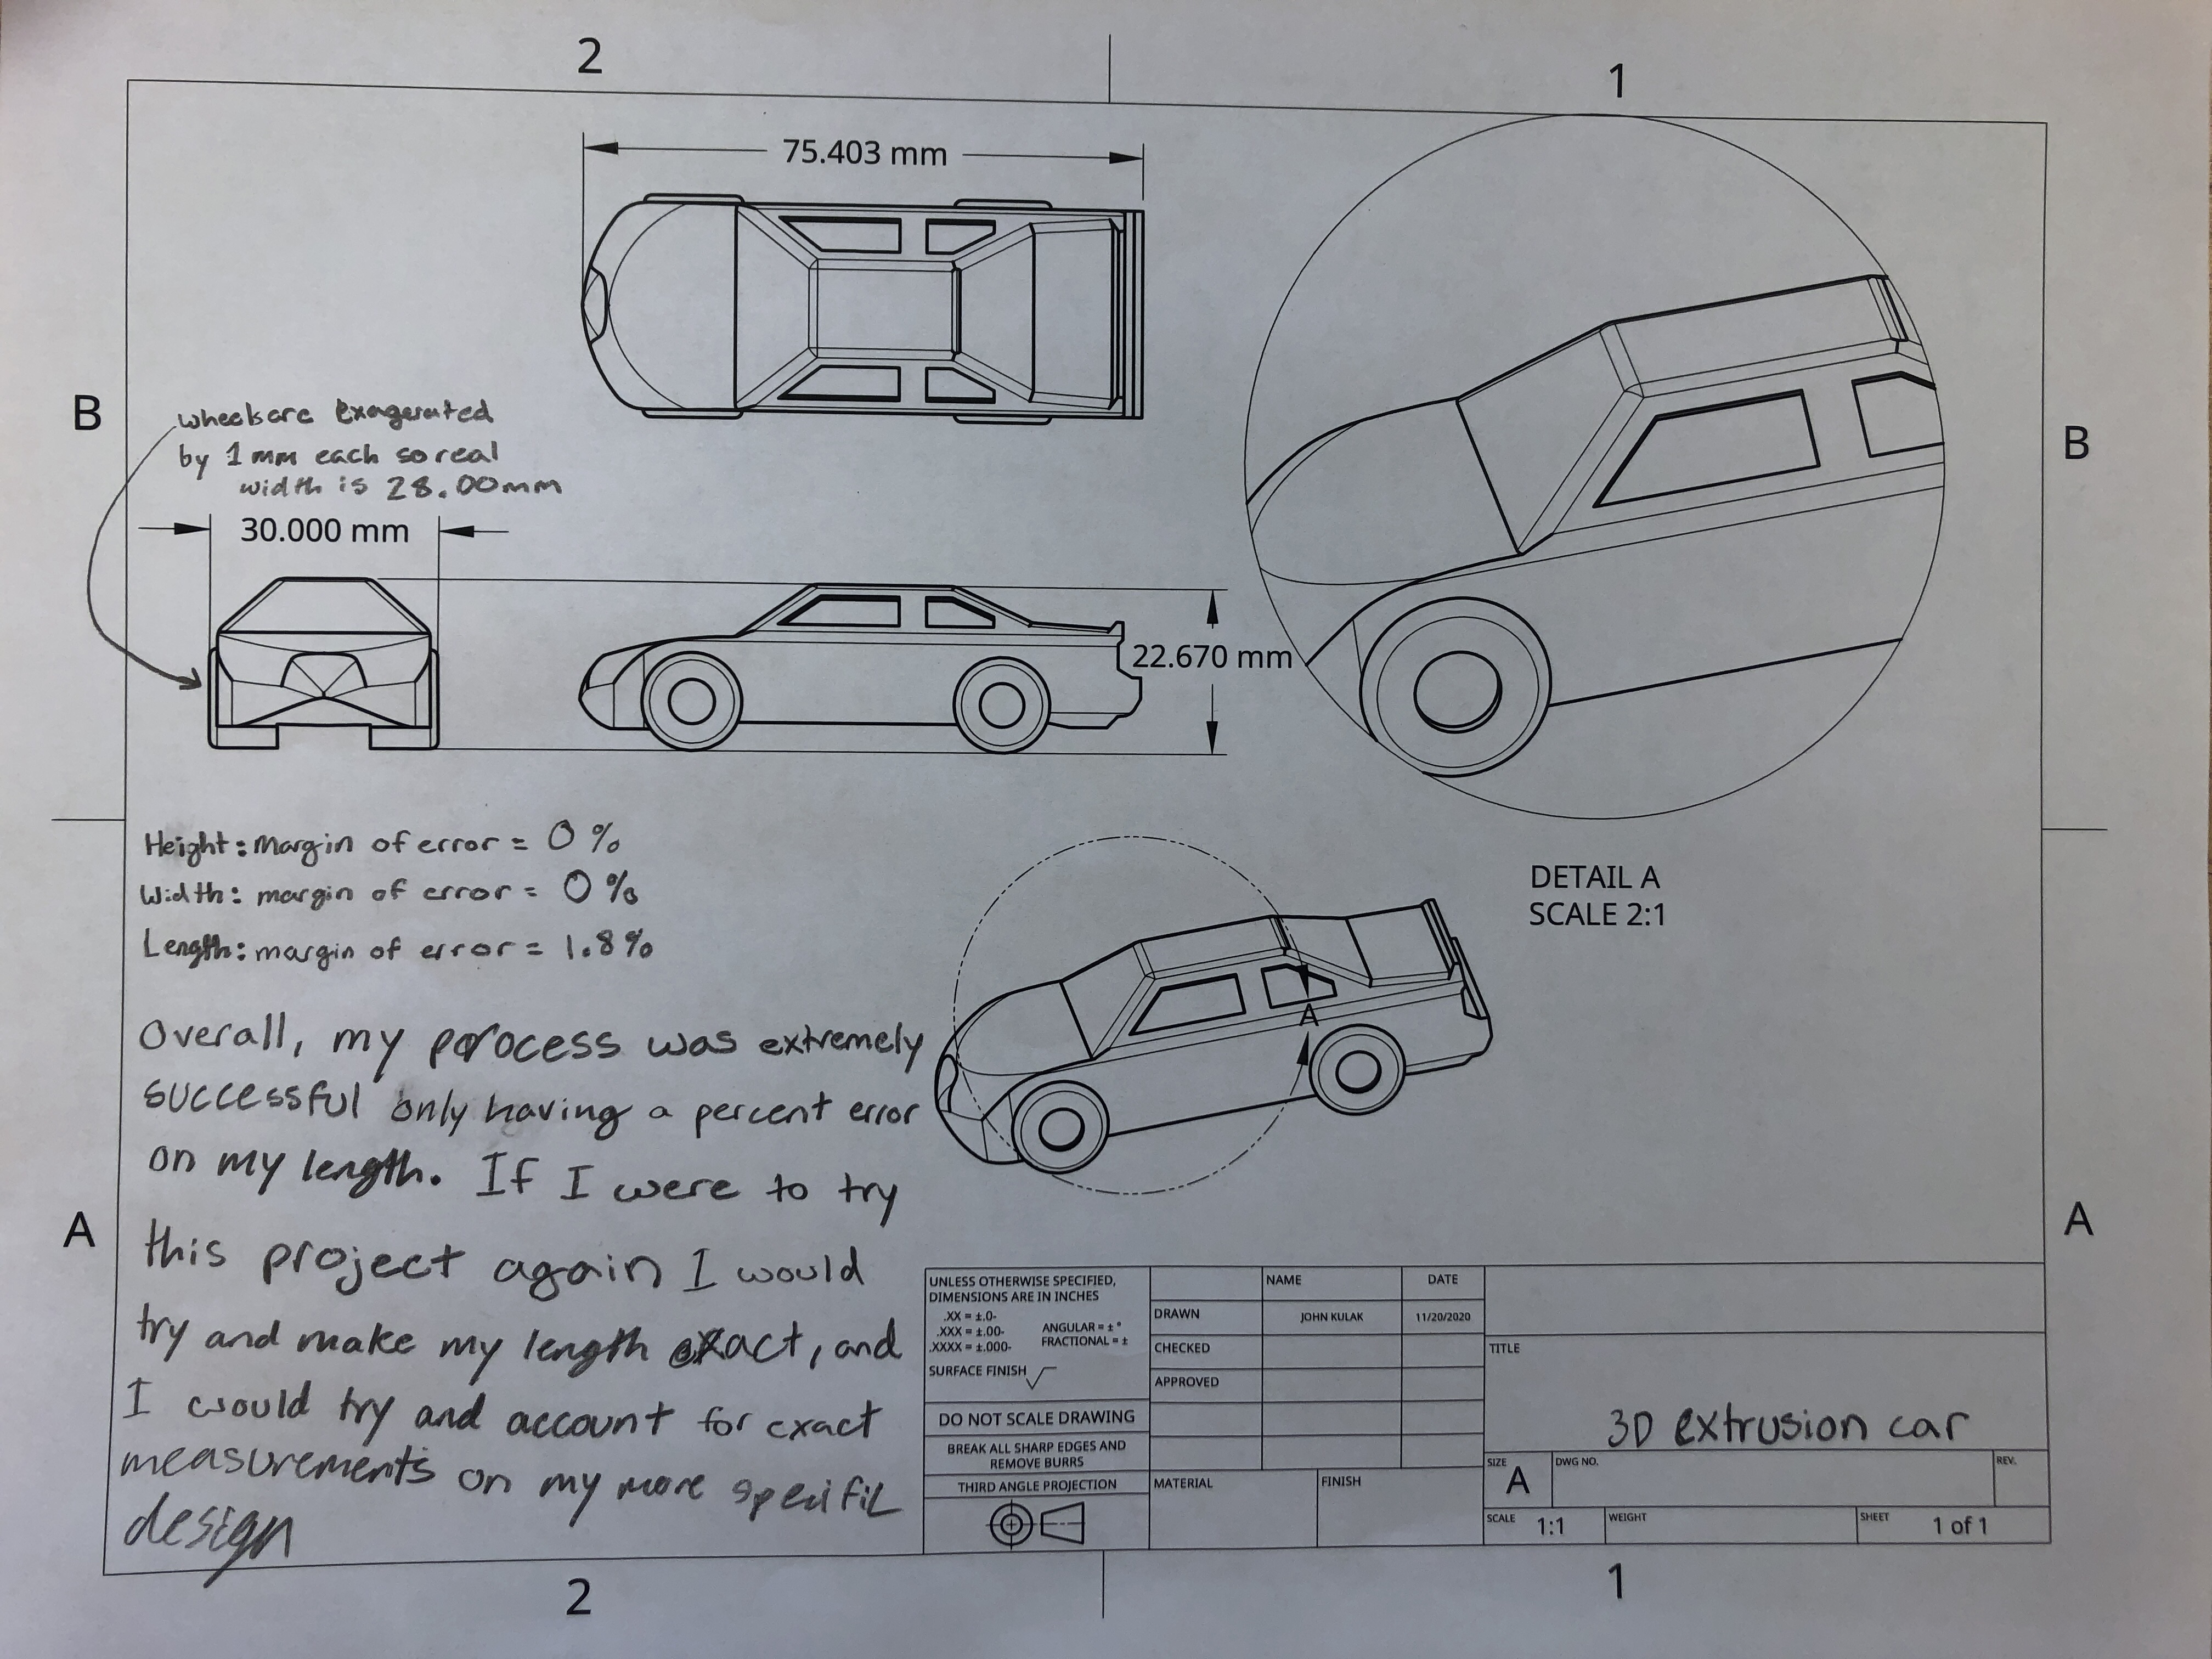 2
1
75.403 mm
B
wheels are exagerated
by 1 mm each so real
width is 28.00mm
B
30.000 mm
22.670 mm
Height: margin of error = 0 %
Width: margin of error = 0 %
Length: margin of error = 1.8%
DETAIL A
SCALE 2:1
A
Overall, my process was extremely
successful only having a percent error
on my length. If I were to try
this project again I would
try and make my length exact, and
I would try and account for exact
measurements on my more specific
design
A
A
UNLESS OTHERWISE SPECIFIED,
DIMENSIONS ARE IN INCHES
.XX = ±.0-
.XXX = ±.00-
.XXXX = ±.000-
ANGULAR = ± °
FRACTIONAL = ±
SURFACE FINISH
DO NOT SCALE DRAWING
BREAK ALL SHARP EDGES AND
REMOVE BURRS
THIRD ANGLE PROJECTION
NAME
DATE
DRAWN
JOHN KULAK
11/20/2020
CHECKED
APPROVED
MATERIAL
FINISH
TITLE
3D extrusion car
SIZE
A
DWG NO.
REV.
SCALE
1:1
WEIGHT
SHEET
1 of 1
2
1